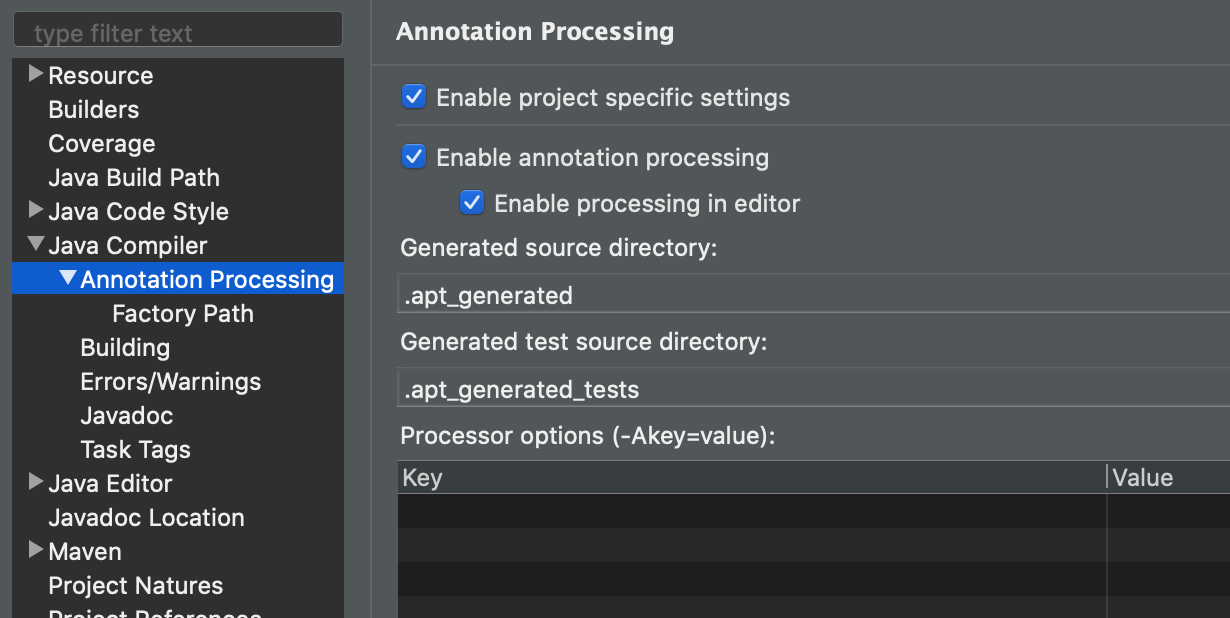 type filter text
Resource
Builders
Coverage
Java Build Path
Java Code Style
Java Compiler
Annotation Processing
Factory Path
Building
Errors/Warnings
Javadoc
Task Tags
Java Editor
Javadoc Location
Maven
Project Natures
Project References
Annotation Processing
Enable project specific settings
Enable annotation processing
Enable processing in editor
Generated source directory:
.apt_generated
Generated test source directory:
.apt_generated_tests
Processor options (-Akey=value):
Key Value